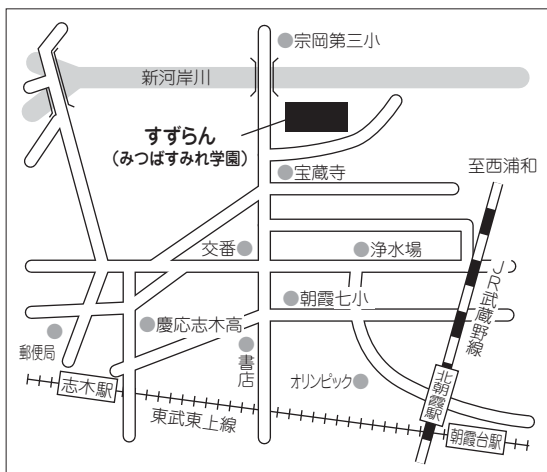 宗岡第三小
新河岸川
すずらん
(みつばすみれ学園)
至西浦和
宝蔵寺
交番
浄水場
JR武蔵野線
朝霞七小
慶応志木高
郵便局
書店
オリンピック
志木駅
北朝霞駅
東武東上線
朝霞台駅